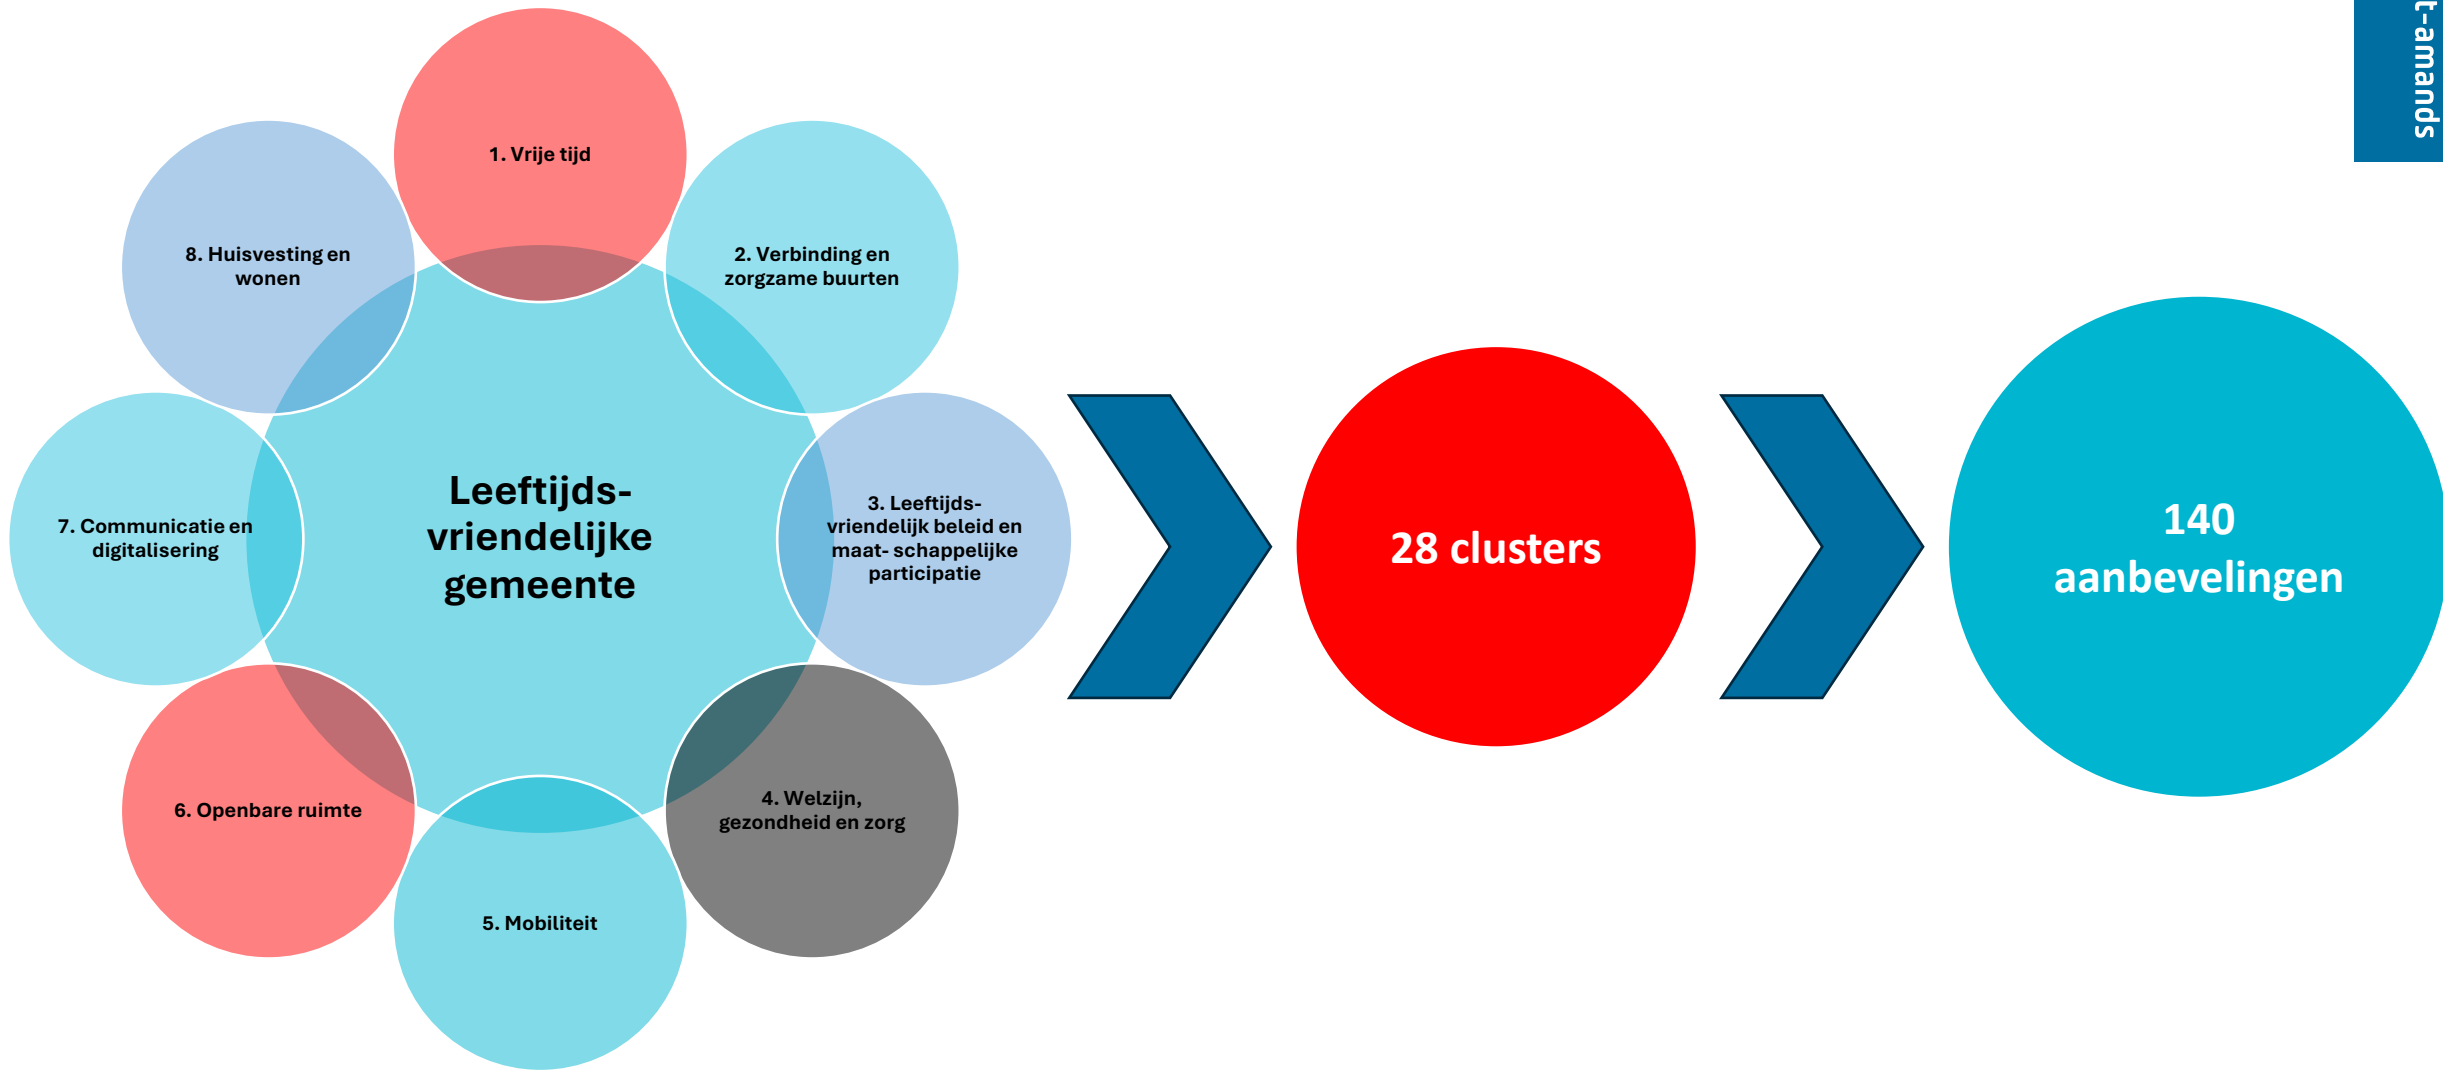 t-amands
1. Vrije tijd
2. Verbinding en
zorgzame buurten
3. Leeftijds-
vriendelijk beleid en
maat- schappelijke
participatie
4. Welzijn,
gezondheid en zorg
5. Mobiliteit
6. Openbare ruimte
7. Communicatie en
digitalisering
8. Huisvesting en
wonen
Leeftijds-
vriendelijke
gemeente
28 clusters
140
aanbevelingen